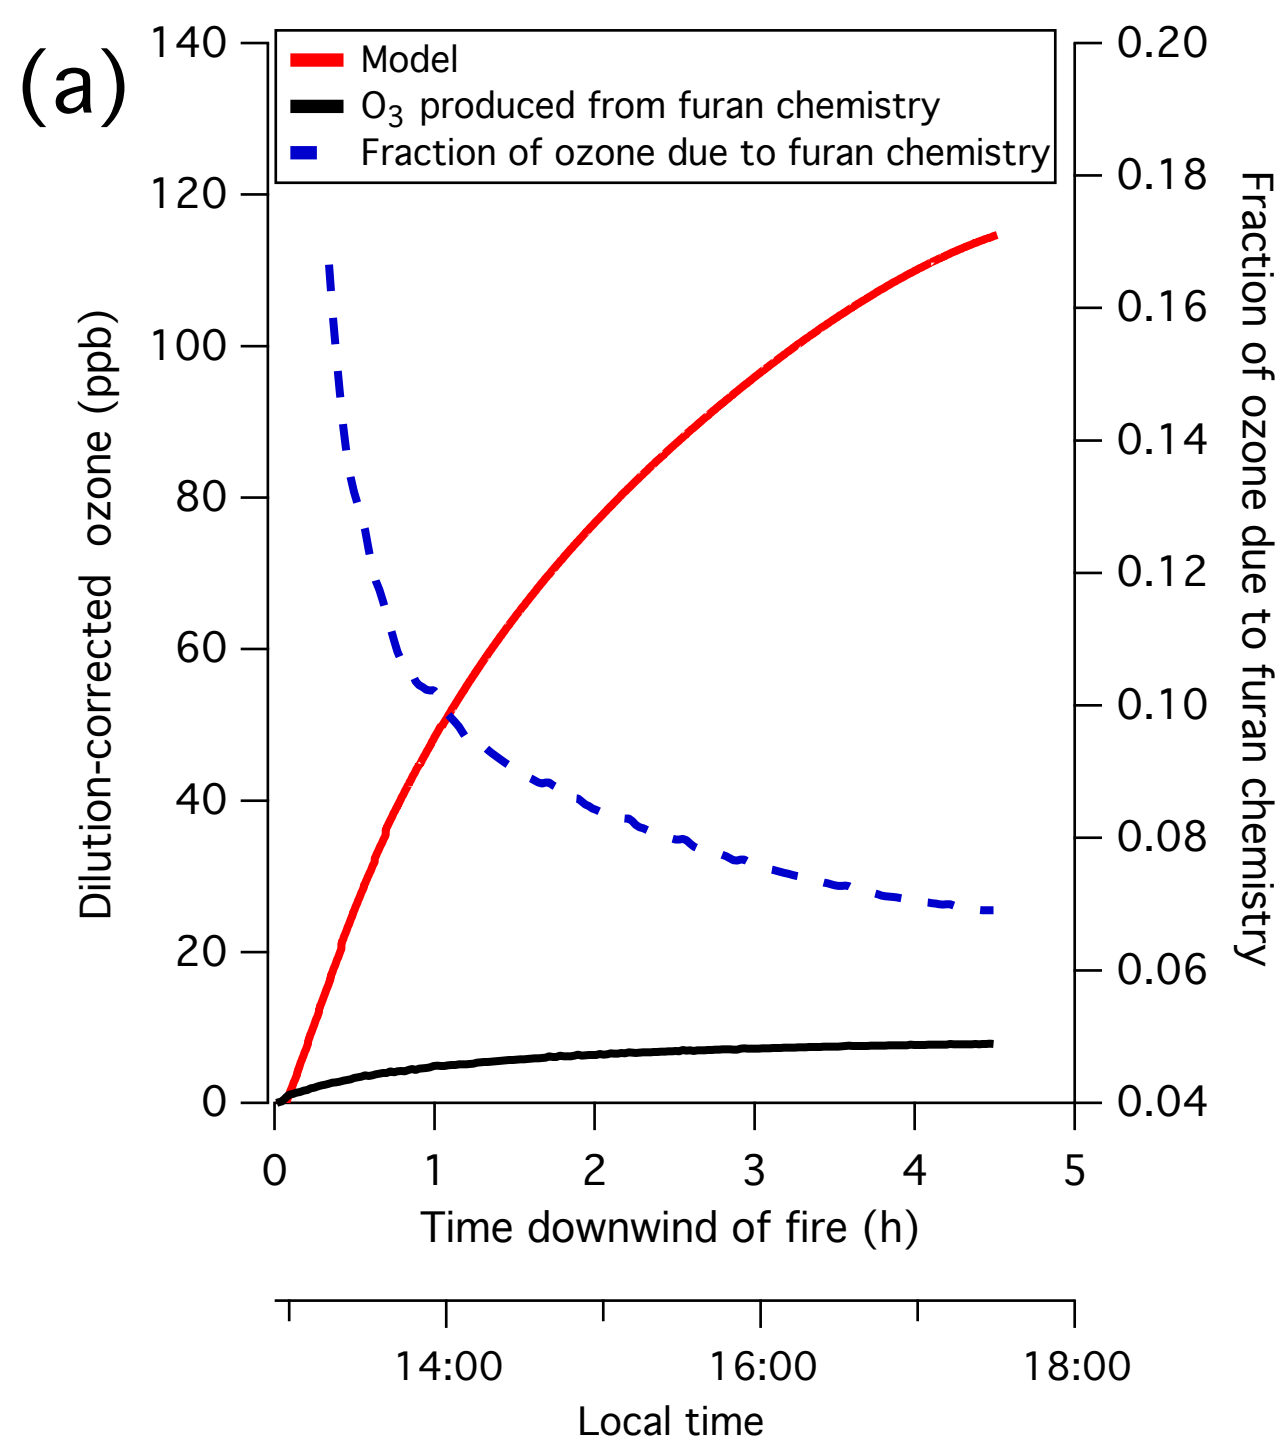 (a)
Model
O3 produced from furan chemistry
Fraction of ozone due to furan chemistry
140
120
100
80
60
40
20
0
Dilution-corrected ozone (ppb)
0.20
0.18
0.16
0.14
0.12
0.10
0.08
0.06
0.04
Fraction of ozone due to furan chemistry
0 1 2 3 4 5
Time downwind of fire (h)
14:00 16:00 18:00
Local time